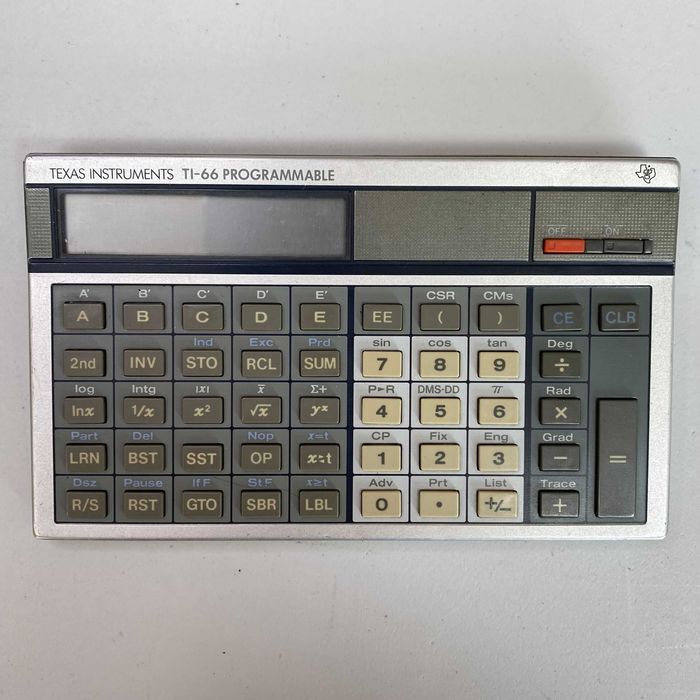 TEXAS INSTRUMENTS TI-66 PROGRAMMABLE
OFF ON
A' B' C' D' E' CSR CMs
A B C D E EE ( ) CE CLR
Ind Exc Prd sin cos tan Deg
2nd INV STO RCL SUM 7 8 9 ÷
log Intg |x| x̄ Σ+ P►R DMS-DD π Rad
lnx 1/x x² √x yˣ 4 5 6 ×
Part Del Nop x=t CP Fix Eng Grad
LRN BST SST OP x:t 1 2 3 − =
Dsz Pause If F St F x≥t Adv Prt List Trace
R/S RST GTO SBR LBL 0 • +/− +